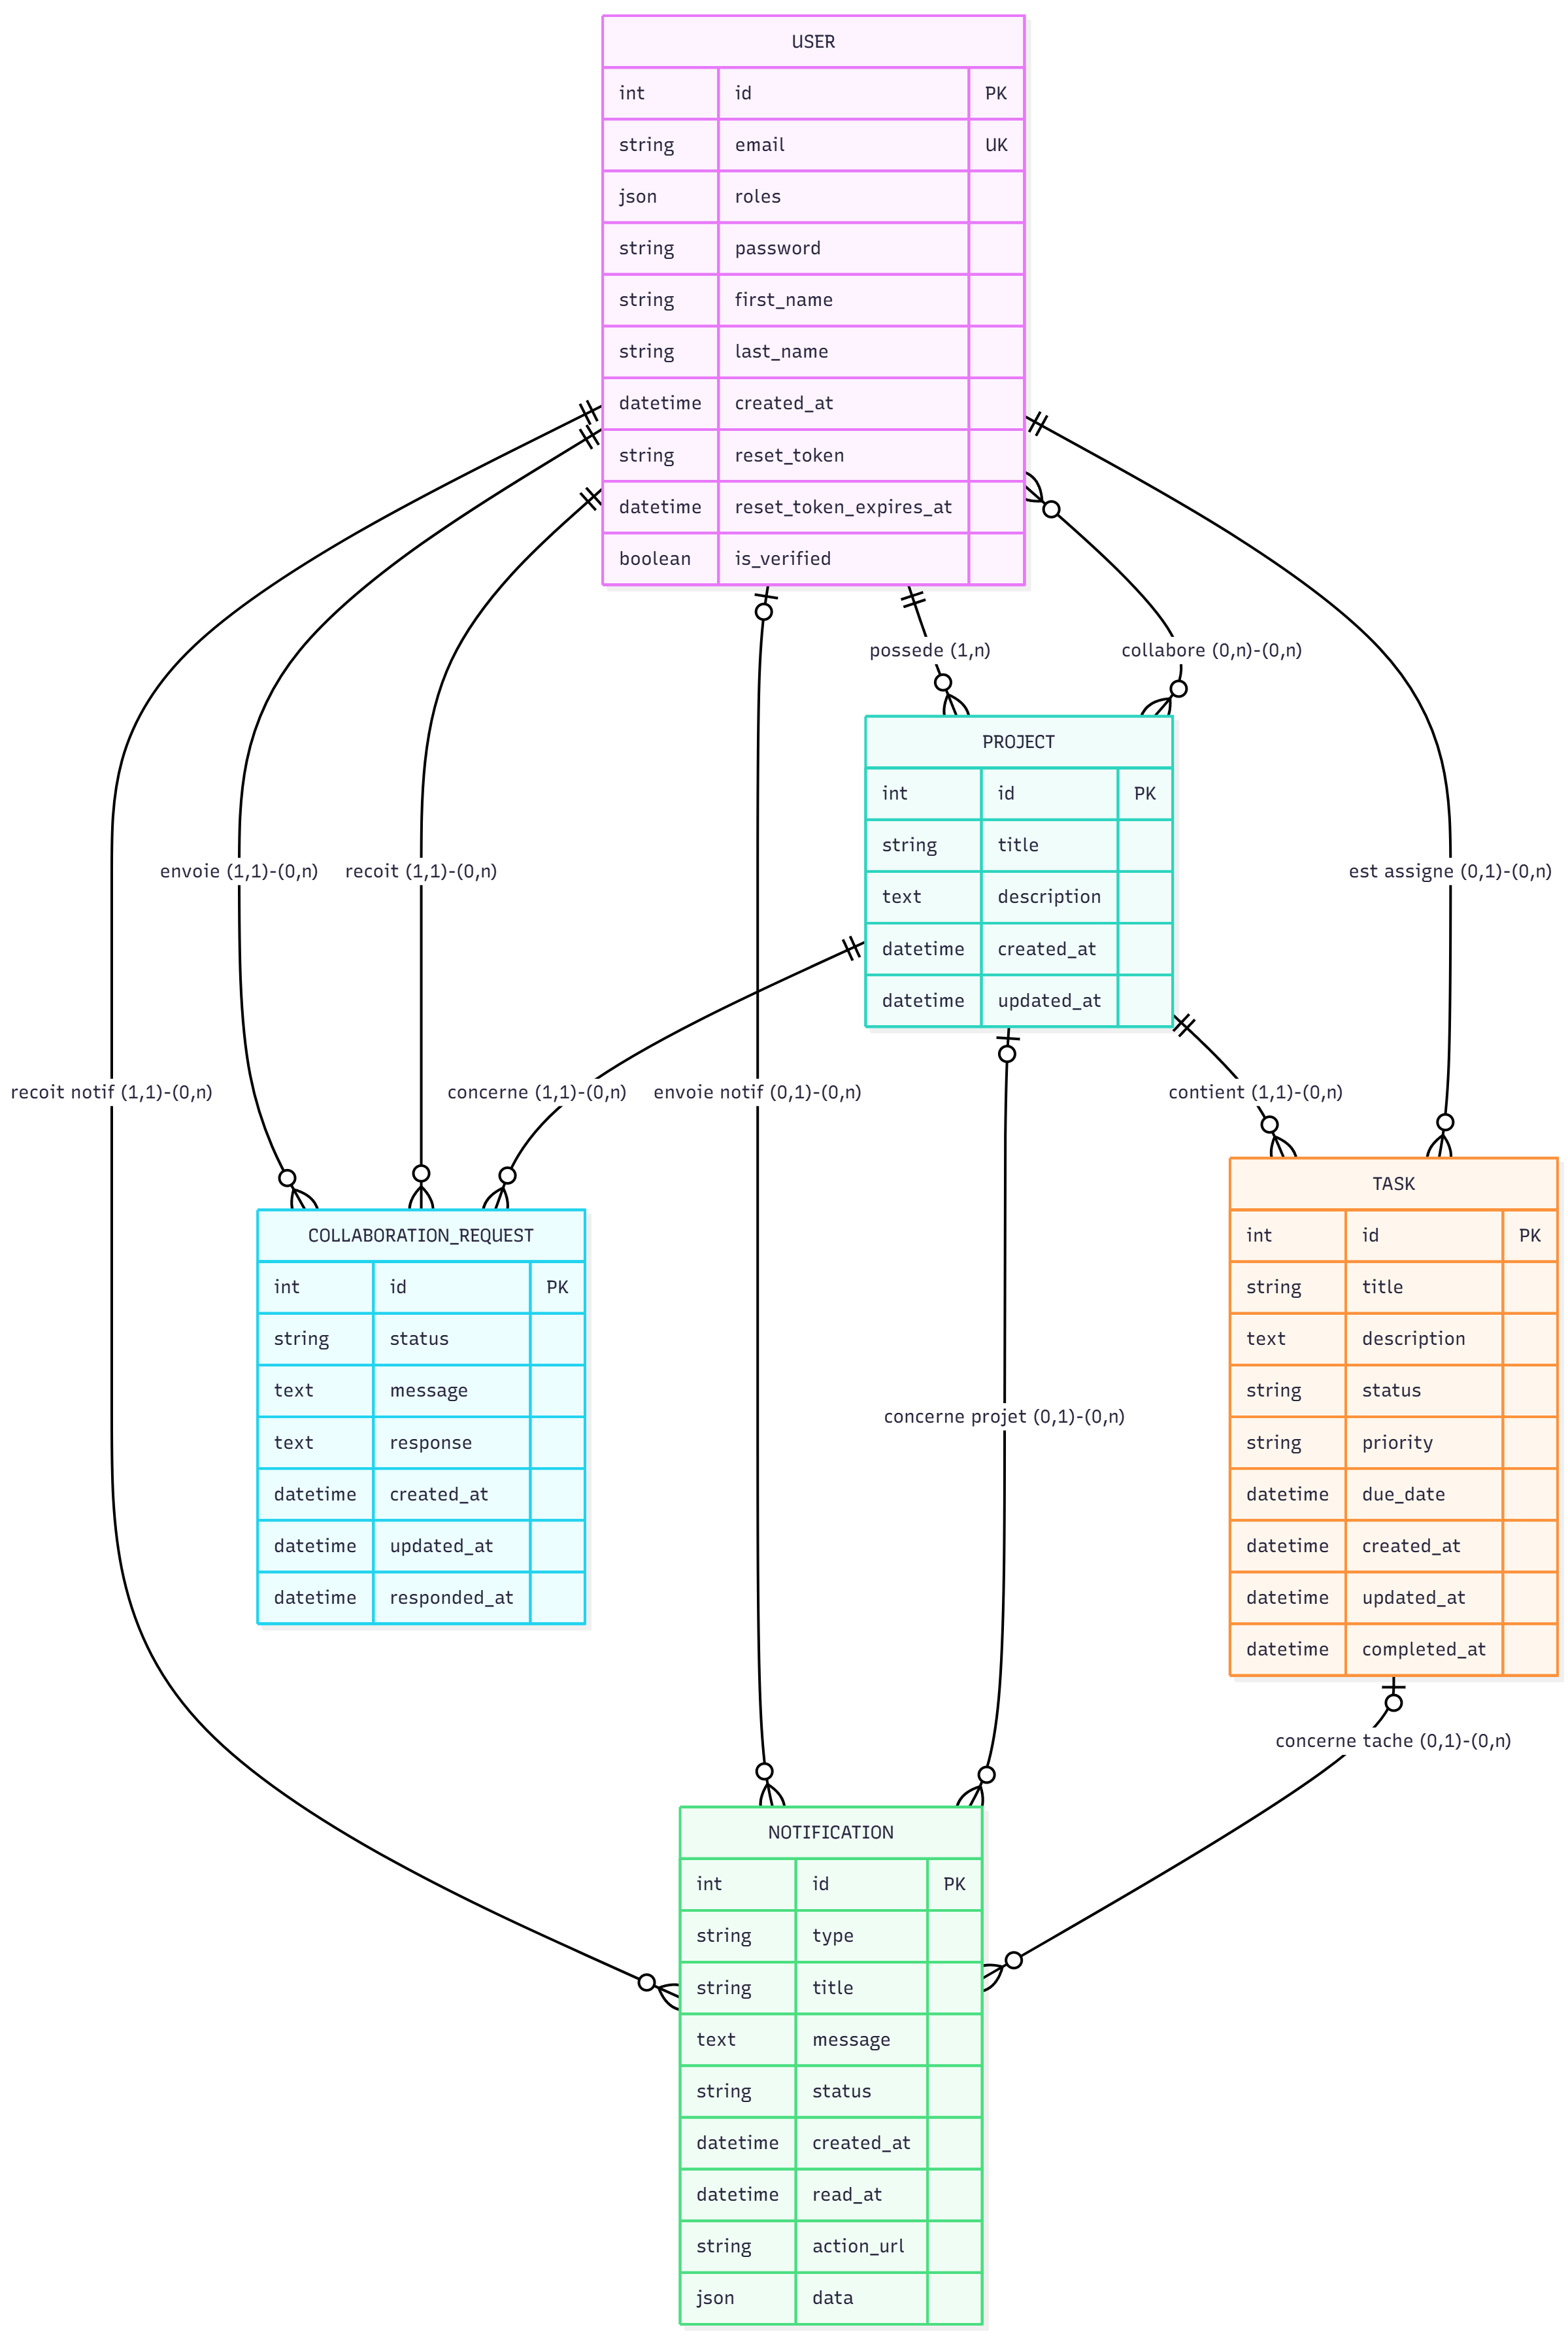 USER
int id PK
string email UK
json roles
string password
string first_name
string last_name
datetime created_at
string reset_token
datetime reset_token_expires_at
boolean is_verified
possede (1,n)
collabore (0,n)-(0,n)
PROJECT
int id PK
string title
text description
datetime created_at
datetime updated_at
envoie (1,1)-(0,n)
recoit (1,1)-(0,n)
est assigne (0,1)-(0,n)
recoit notif (1,1)-(0,n)
concerne (1,1)-(0,n)
envoie notif (0,1)-(0,n)
contient (1,1)-(0,n)
COLLABORATION_REQUEST
int id PK
string status
text message
text response
datetime created_at
datetime updated_at
datetime responded_at
concerne projet (0,1)-(0,n)
TASK
int id PK
string title
text description
string status
string priority
datetime due_date
datetime created_at
datetime updated_at
datetime completed_at
concerne tache (0,1)-(0,n)
NOTIFICATION
int id PK
string type
string title
text message
string status
datetime created_at
datetime read_at
string action_url
json data